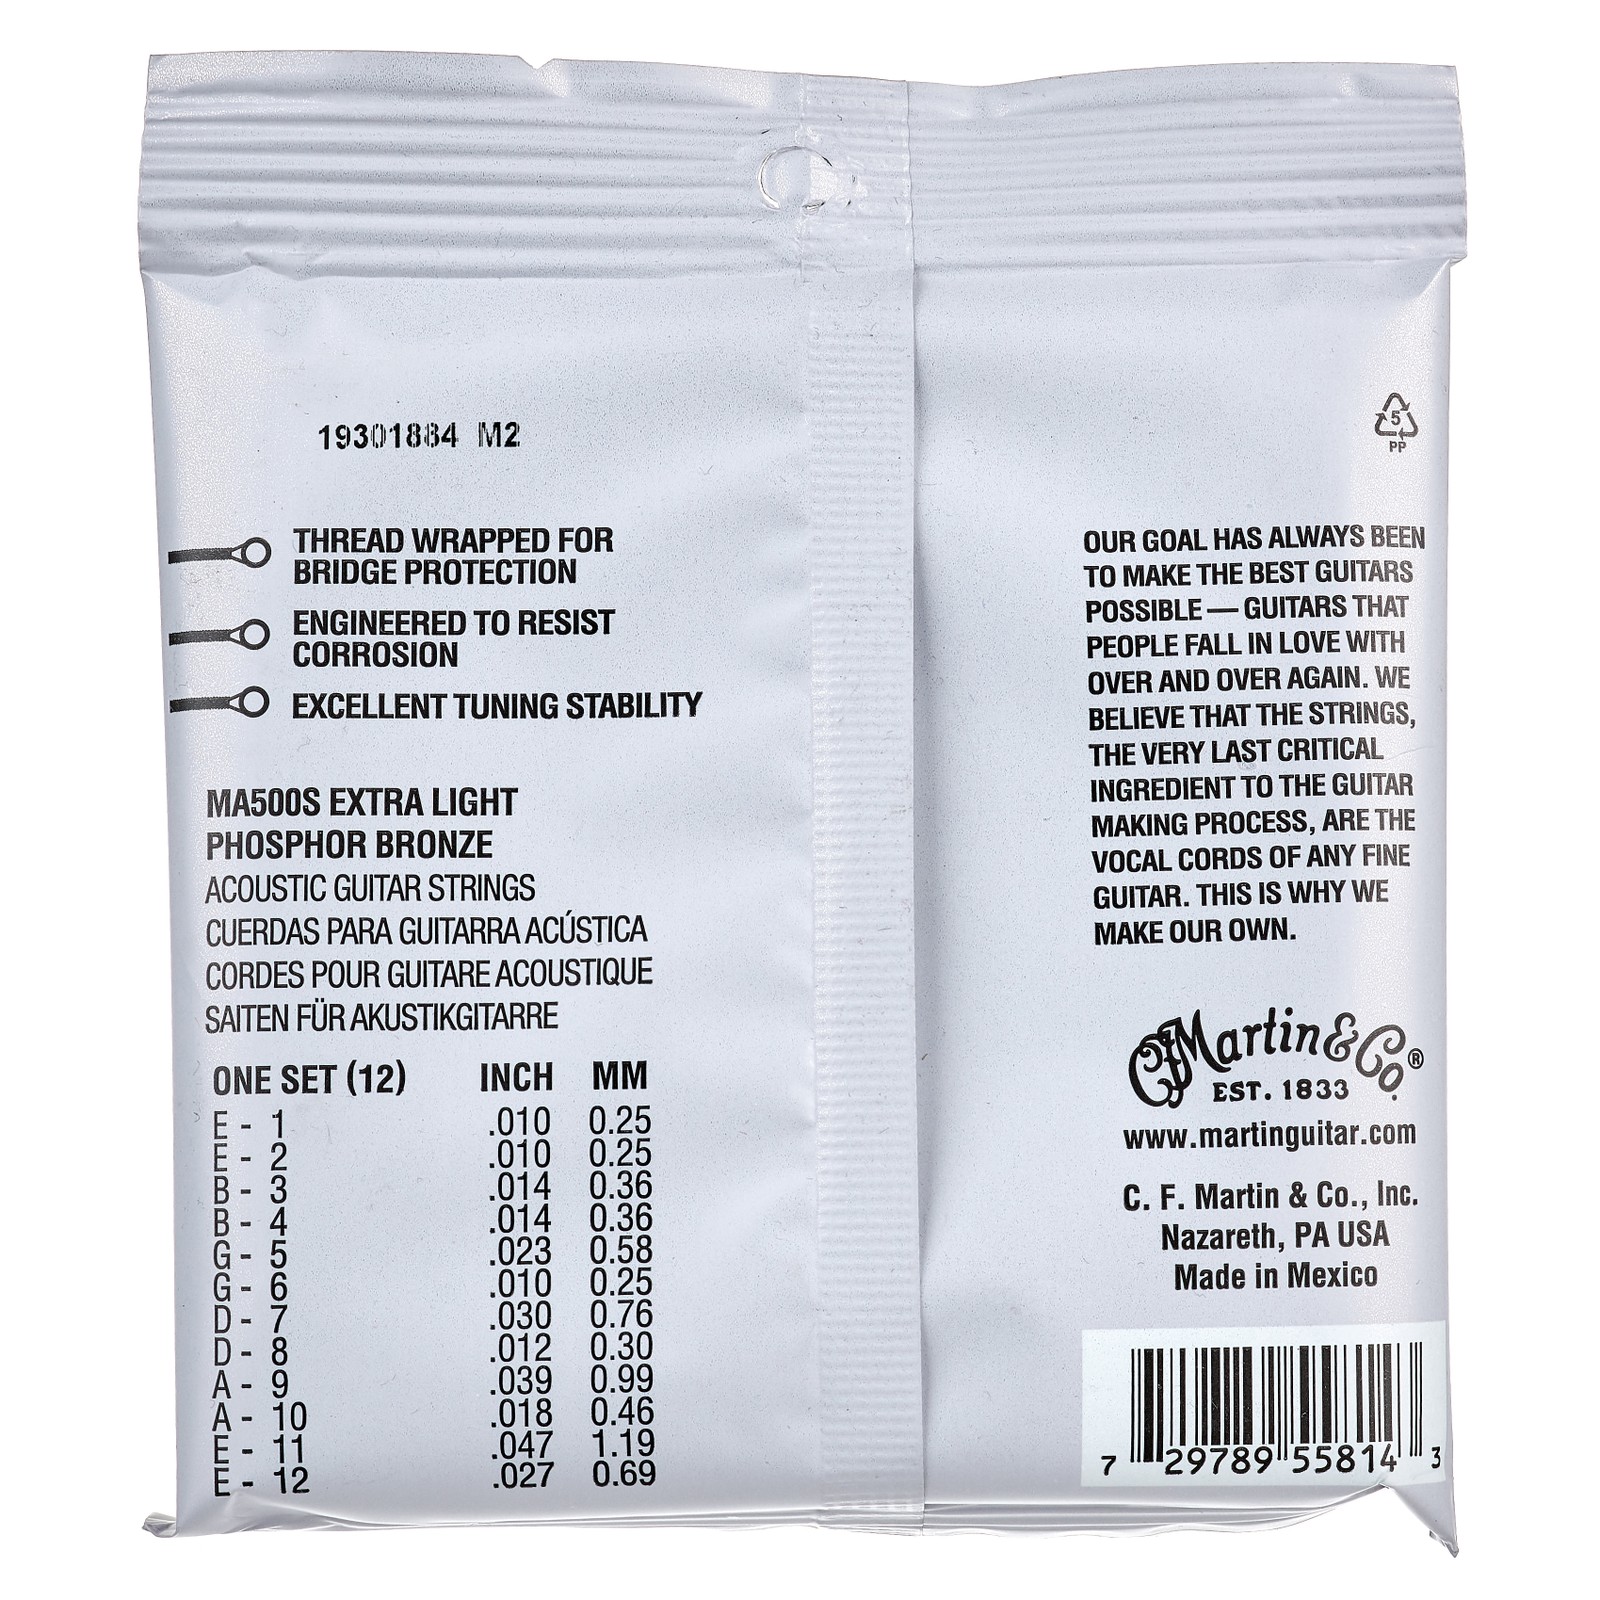 19301884 M2
5
PP
THREAD WRAPPED FOR
BRIDGE PROTECTION
ENGINEERED TO RESIST
CORROSION
EXCELLENT TUNING STABILITY
MA500S EXTRA LIGHT
PHOSPHOR BRONZE
ACOUSTIC GUITAR STRINGS
CUERDAS PARA GUITARRA ACÚSTICA
CORDES POUR GUITARE ACOUSTIQUE
SAITEN FÜR AKUSTIKGITARRE
ONE SET (12) INCH MM
E - 1 .010 0.25
E - 2 .010 0.25
B - 3 .014 0.36
B - 4 .014 0.36
G - 5 .023 0.58
G - 6 .010 0.25
D - 7 .030 0.76
D - 8 .012 0.30
A - 9 .039 0.99
A - 10 .018 0.46
E - 11 .047 1.19
E - 12 .027 0.69
OUR GOAL HAS ALWAYS BEEN
TO MAKE THE BEST GUITARS
POSSIBLE — GUITARS THAT
PEOPLE FALL IN LOVE WITH
OVER AND OVER AGAIN. WE
BELIEVE THAT THE STRINGS,
THE VERY LAST CRITICAL
INGREDIENT TO THE GUITAR
MAKING PROCESS, ARE THE
VOCAL CORDS OF ANY FINE
GUITAR. THIS IS WHY WE
MAKE OUR OWN.
CF Martin & Co.®
EST. 1833
www.martinguitar.com
C. F. Martin & Co., Inc.
Nazareth, PA USA
Made in Mexico
7 29789 55814 3